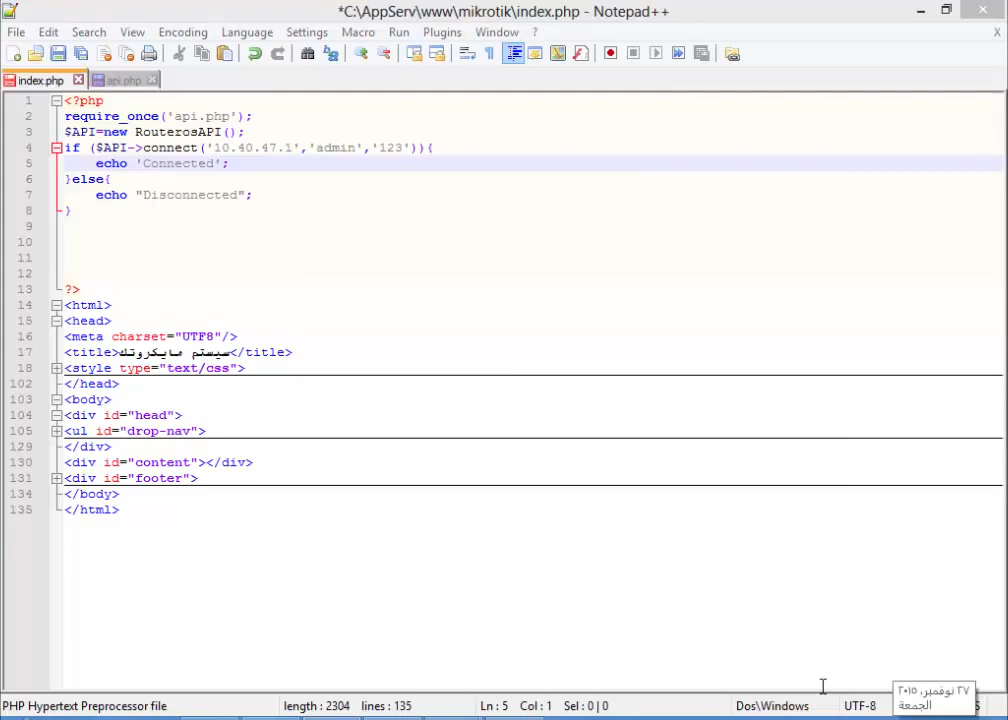 *C:\AppServ\www\mikrotik\index.php - Notepad++
File Edit Search View Encoding Language Settings Macro Run Plugins Window ? X
index.php api.php
1 <?php
2 require_once('api.php');
3 $API=new RouterosAPI();
4 if ($API->connect('10.40.47.1','admin','123')){
5 echo 'Connected';
6 }else{
7 echo "Disconnected";
8 }
9
10
11
12
13 ?>
14 <html>
15 <head>
16 <meta charset="UTF8"/>
17 <title>سيستم مايكروتك</title>
18 <style type="text/css">
102 </head>
103 <body>
104 <div id="head">
105 <ul id="drop-nav">
129 </div>
130 <div id="content"></div>
131 <div id="footer">
134 </body>
135 </html>
٢٧ نوفمبر، ٢٠١٥
الجمعة
PHP Hypertext Preprocessor file length : 2304 lines : 135 Ln : 5 Col : 1 Sel : 0 | 0 Dos\Windows UTF-8 S